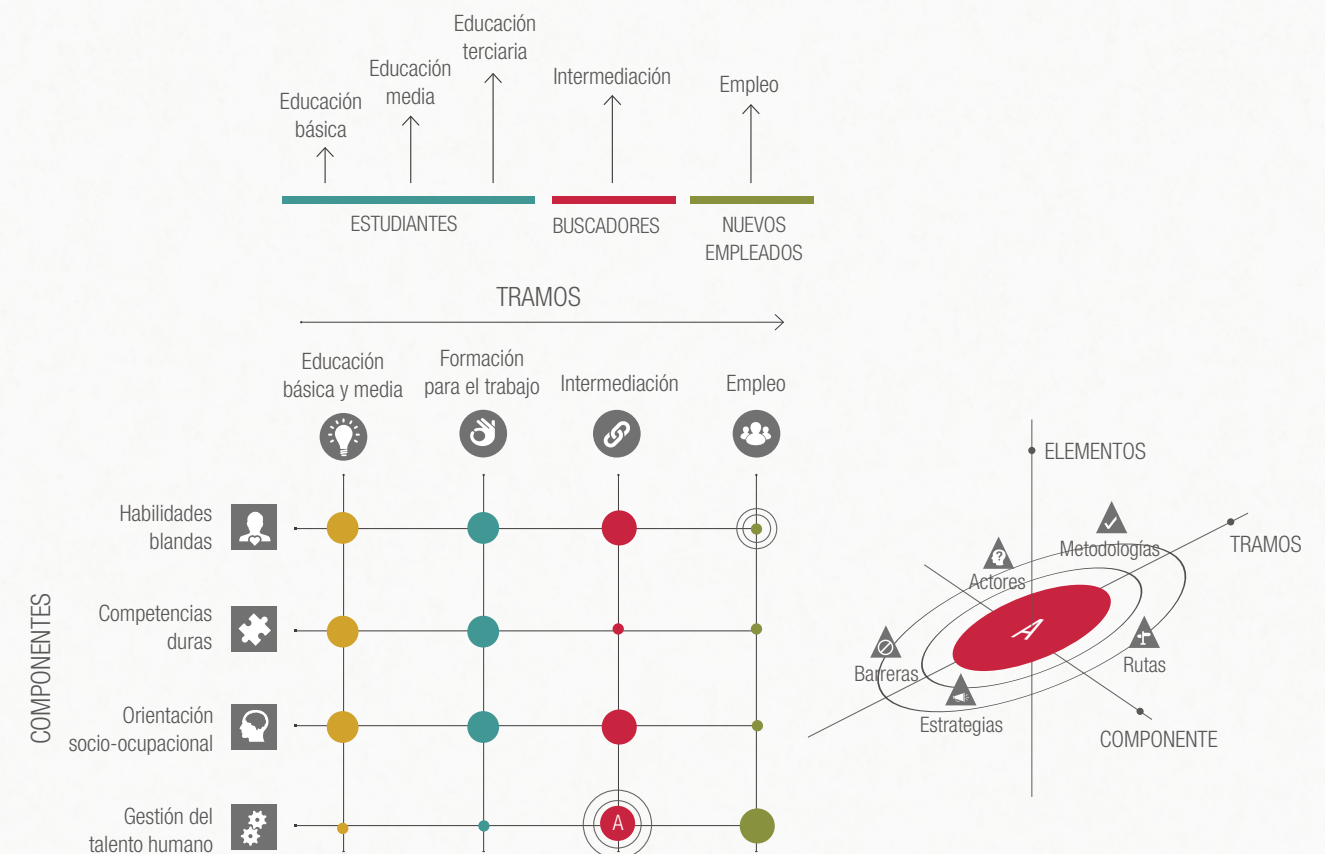 Educación
terciaria
Educación
media
Educación
básica
Intermediación
Empleo
ESTUDIANTES
BUSCADORES
NUEVOS
EMPLEADOS
TRAMOS
Educación
básica y media
Formación
para el trabajo
Intermediación
Empleo
COMPONENTES
Habilidades
blandas
Competencias
duras
Orientación
socio-ocupacional
Gestión del
talento humano
A
ELEMENTOS
TRAMOS
Metodologías
Actores
A
Barreras
Rutas
Estrategias
COMPONENTE